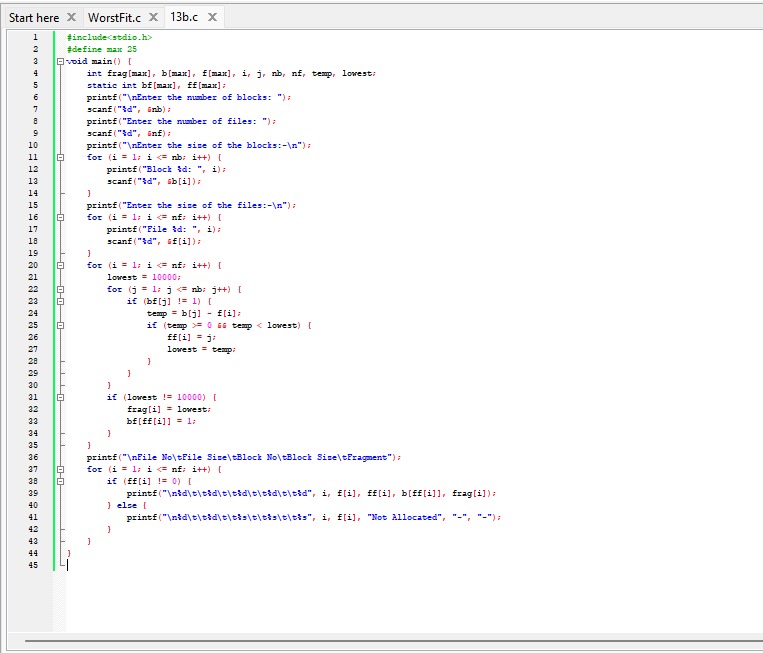 Start here X WorstFit.c X 13b.c X
1 #include<stdio.h>
2 #define max 25
3 void main() {
4 int frag[max], b[max], f[max], i, j, nb, nf, temp, lowest;
5 static int bf[max], ff[max];
6 printf("\nEnter the number of blocks: ");
7 scanf("%d", &nb);
8 printf("Enter the number of files: ");
9 scanf("%d", &nf);
10 printf("\nEnter the size of the blocks:-\n");
11 for (i = 1; i <= nb; i++) {
12 printf("Block %d: ", i);
13 scanf("%d", &b[i]);
14 }
15 printf("Enter the size of the files:-\n");
16 for (i = 1; i <= nf; i++) {
17 printf("File %d: ", i);
18 scanf("%d", &f[i]);
19 }
20 for (i = 1; i <= nf; i++) {
21 lowest = 10000;
22 for (j = 1; j <= nb; j++) {
23 if (bf[j] != 1) {
24 temp = b[j] - f[i];
25 if (temp >= 0 && temp < lowest) {
26 ff[i] = j;
27 lowest = temp;
28 }
29 }
30 }
31 if (lowest != 10000) {
32 frag[i] = lowest;
33 bf[ff[i]] = 1;
34 }
35 }
36 printf("\nFile No\tFile Size\tBlock No\tBlock Size\tFragment");
37 for (i = 1; i <= nf; i++) {
38 if (ff[i] != 0) {
39 printf("\n%d\t\t%d\t\t%d\t\t%d\t\t%d", i, f[i], ff[i], b[ff[i]], frag[i]);
40 } else {
41 printf("\n%d\t\t%d\t\t%s\t\t%s\t\t%s", i, f[i], "Not Allocated", "-", "-");
42 }
43 }
44 }
45